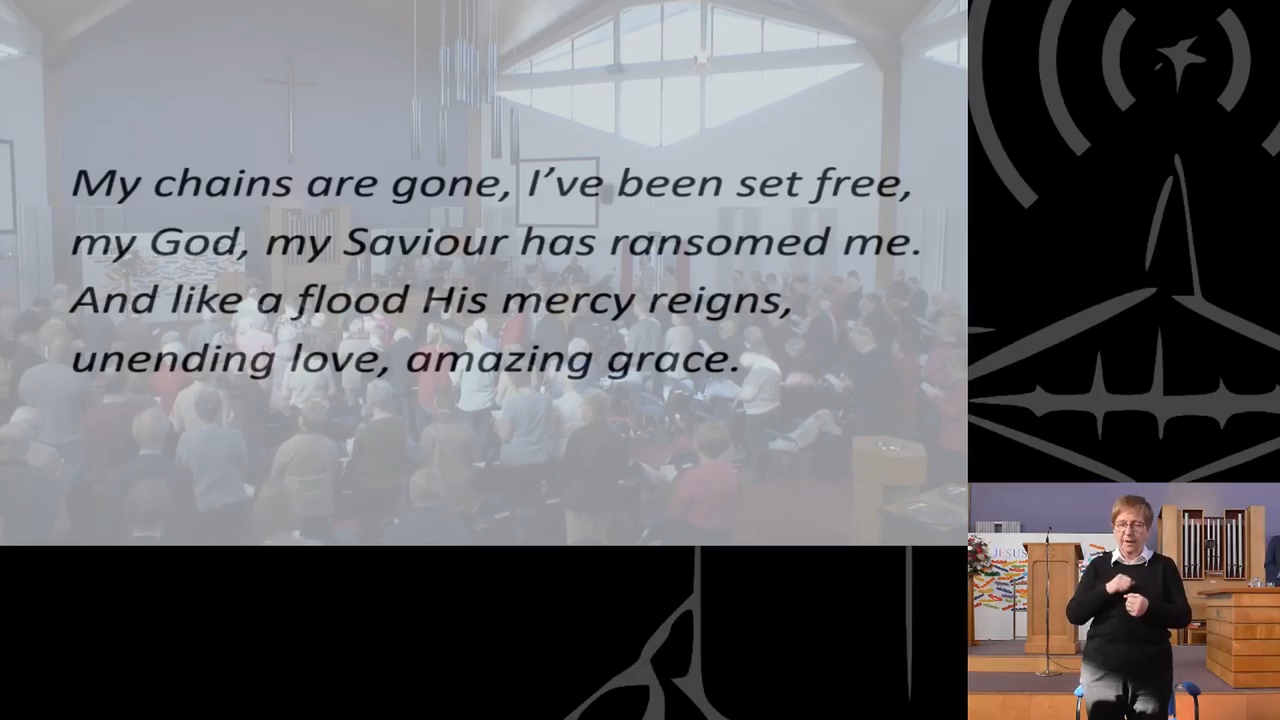 My chains are gone, I’ve been set free,
my God, my Saviour has ransomed me.
And like a flood His mercy reigns,
unending love, amazing grace.
JESUS